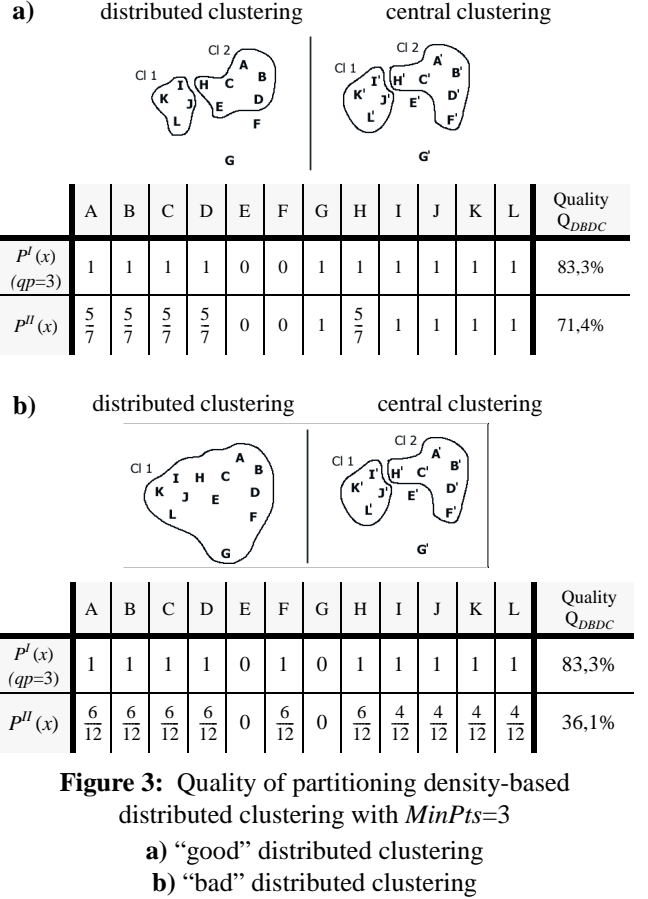 a) distributed clustering central clustering
Cl 1 Cl 2 A B C D E F G H I J K L
Cl 1 Cl 2 A' B' C' D' E' F' G' H' I' J' K' L'
A B C D E F G H I J K L Quality Q_DBDC
P^I(x) (qp=3) 1 1 1 1 0 0 1 1 1 1 1 1 83,3%
P^II(x) 5/7 5/7 5/7 5/7 0 0 1 5/7 1 1 1 1 71,4%
b) distributed clustering central clustering
Cl 1 A B C D E F G H I J K L
Cl 1 Cl 2 A' B' C' D' E' F' G' H' I' J' K' L'
A B C D E F G H I J K L Quality Q_DBDC
P^I(x) (qp=3) 1 1 1 1 0 1 0 1 1 1 1 1 83,3%
P^II(x) 6/12 6/12 6/12 6/12 0 6/12 0 6/12 4/12 4/12 4/12 4/12 36,1%
Figure 3: Quality of partitioning density-based
distributed clustering with MinPts=3
a) “good” distributed clustering
b) “bad” distributed clustering